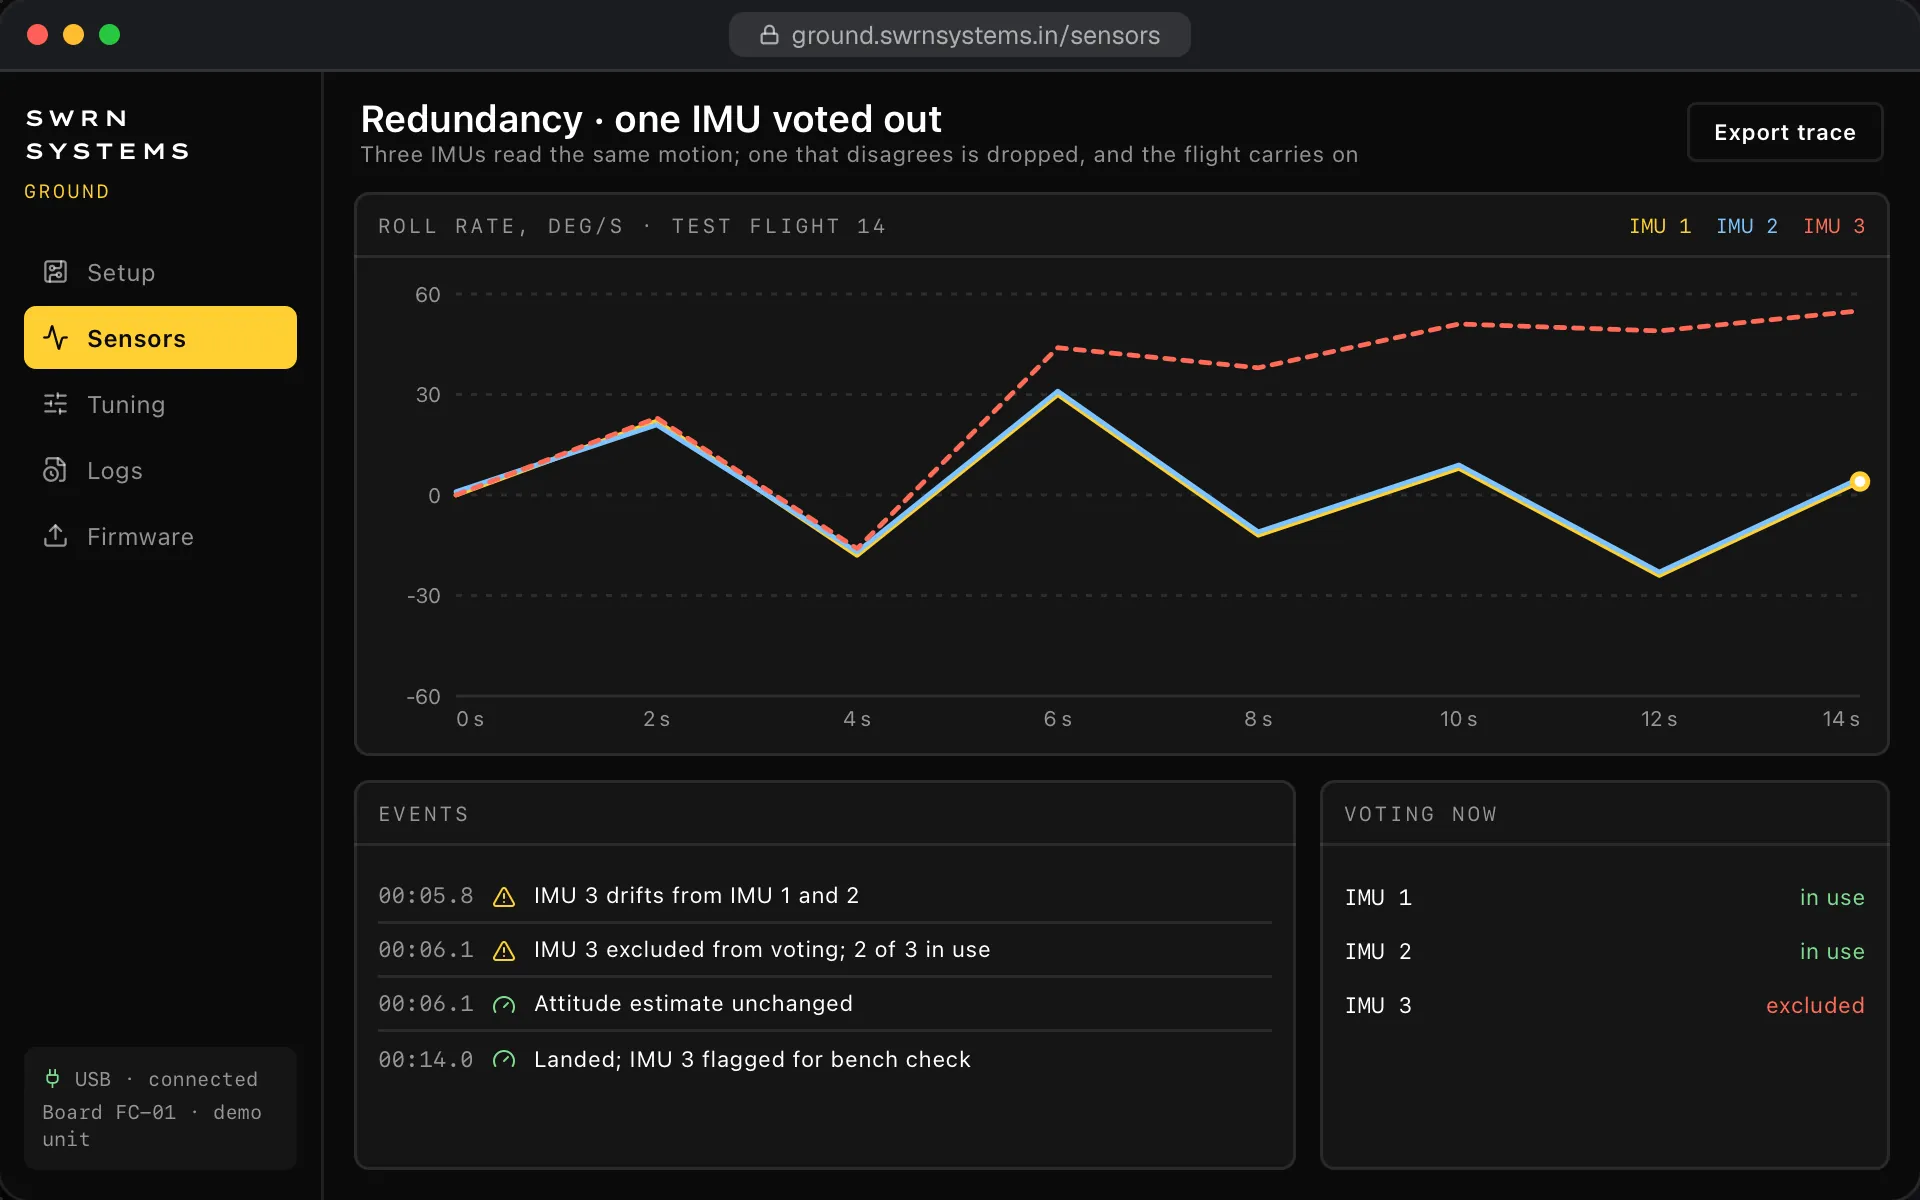 ground.swrnsystems.in/sensors
SWRN
SYSTEMS
GROUND
Setup
Sensors
Tuning
Logs
Firmware
USB · connected
Board FC-01 · demo
unit
Redundancy · one IMU voted out
Three IMUs read the same motion; one that disagrees is dropped, and the flight carries on
Export trace
ROLL RATE, DEG/S · TEST FLIGHT 14
IMU 1 IMU 2 IMU 3
60
30
0
-30
-60
0 s 2 s 4 s 6 s 8 s 10 s 12 s 14 s
EVENTS
00:05.8 IMU 3 drifts from IMU 1 and 2
00:06.1 IMU 3 excluded from voting; 2 of 3 in use
00:06.1 Attitude estimate unchanged
00:14.0 Landed; IMU 3 flagged for bench check
VOTING NOW
IMU 1 in use
IMU 2 in use
IMU 3 excluded